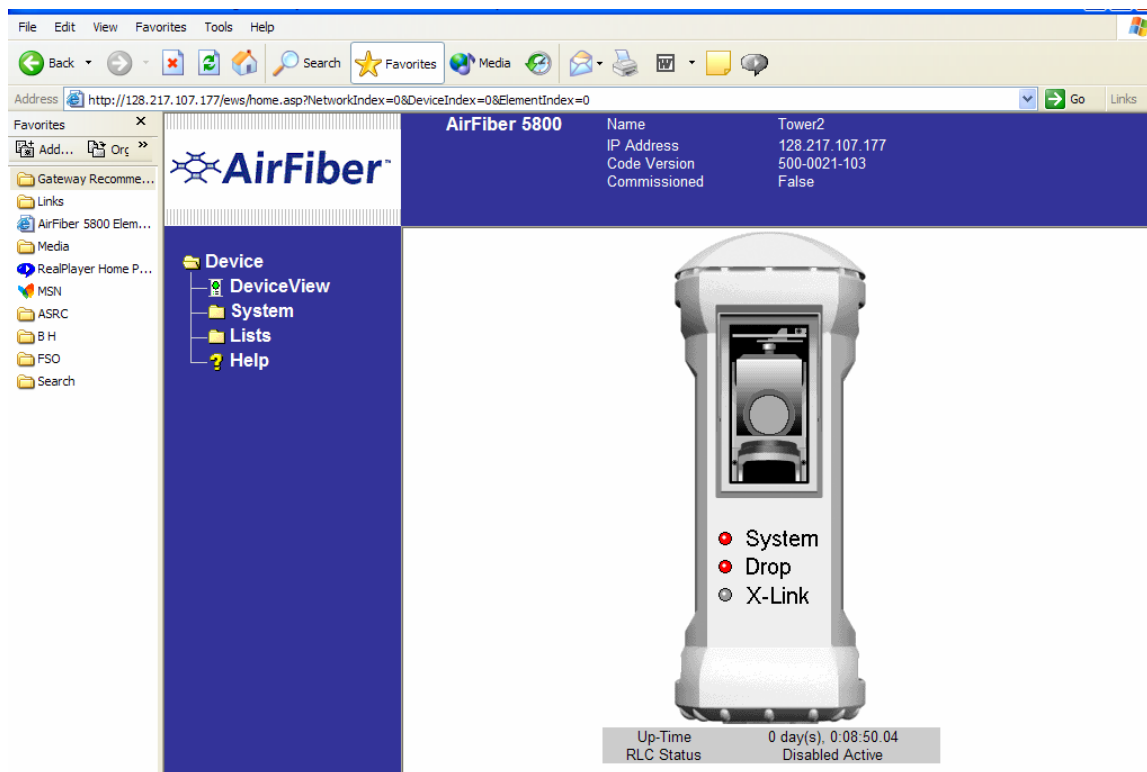 File Edit View Favorites Tools Help
Back Search Favorites Media
Address http://128.217.107.177/ews/home.asp?NetworkIndex=0&DeviceIndex=0&ElementIndex=0 Go Links
Favorites
Add... Org
Gateway Recomme...
Links
AirFiber 5800 Elem...
Media
RealPlayer Home P...
MSN
ASRC
B H
FSO
Search
AirFiber
AirFiber 5800
Name Tower2
IP Address 128.217.107.177
Code Version 500-0021-103
Commissioned False
Device
DeviceView
System
Lists
Help
System
Drop
X-Link
Up-Time 0 day(s), 0:08:50.04
RLC Status Disabled Active